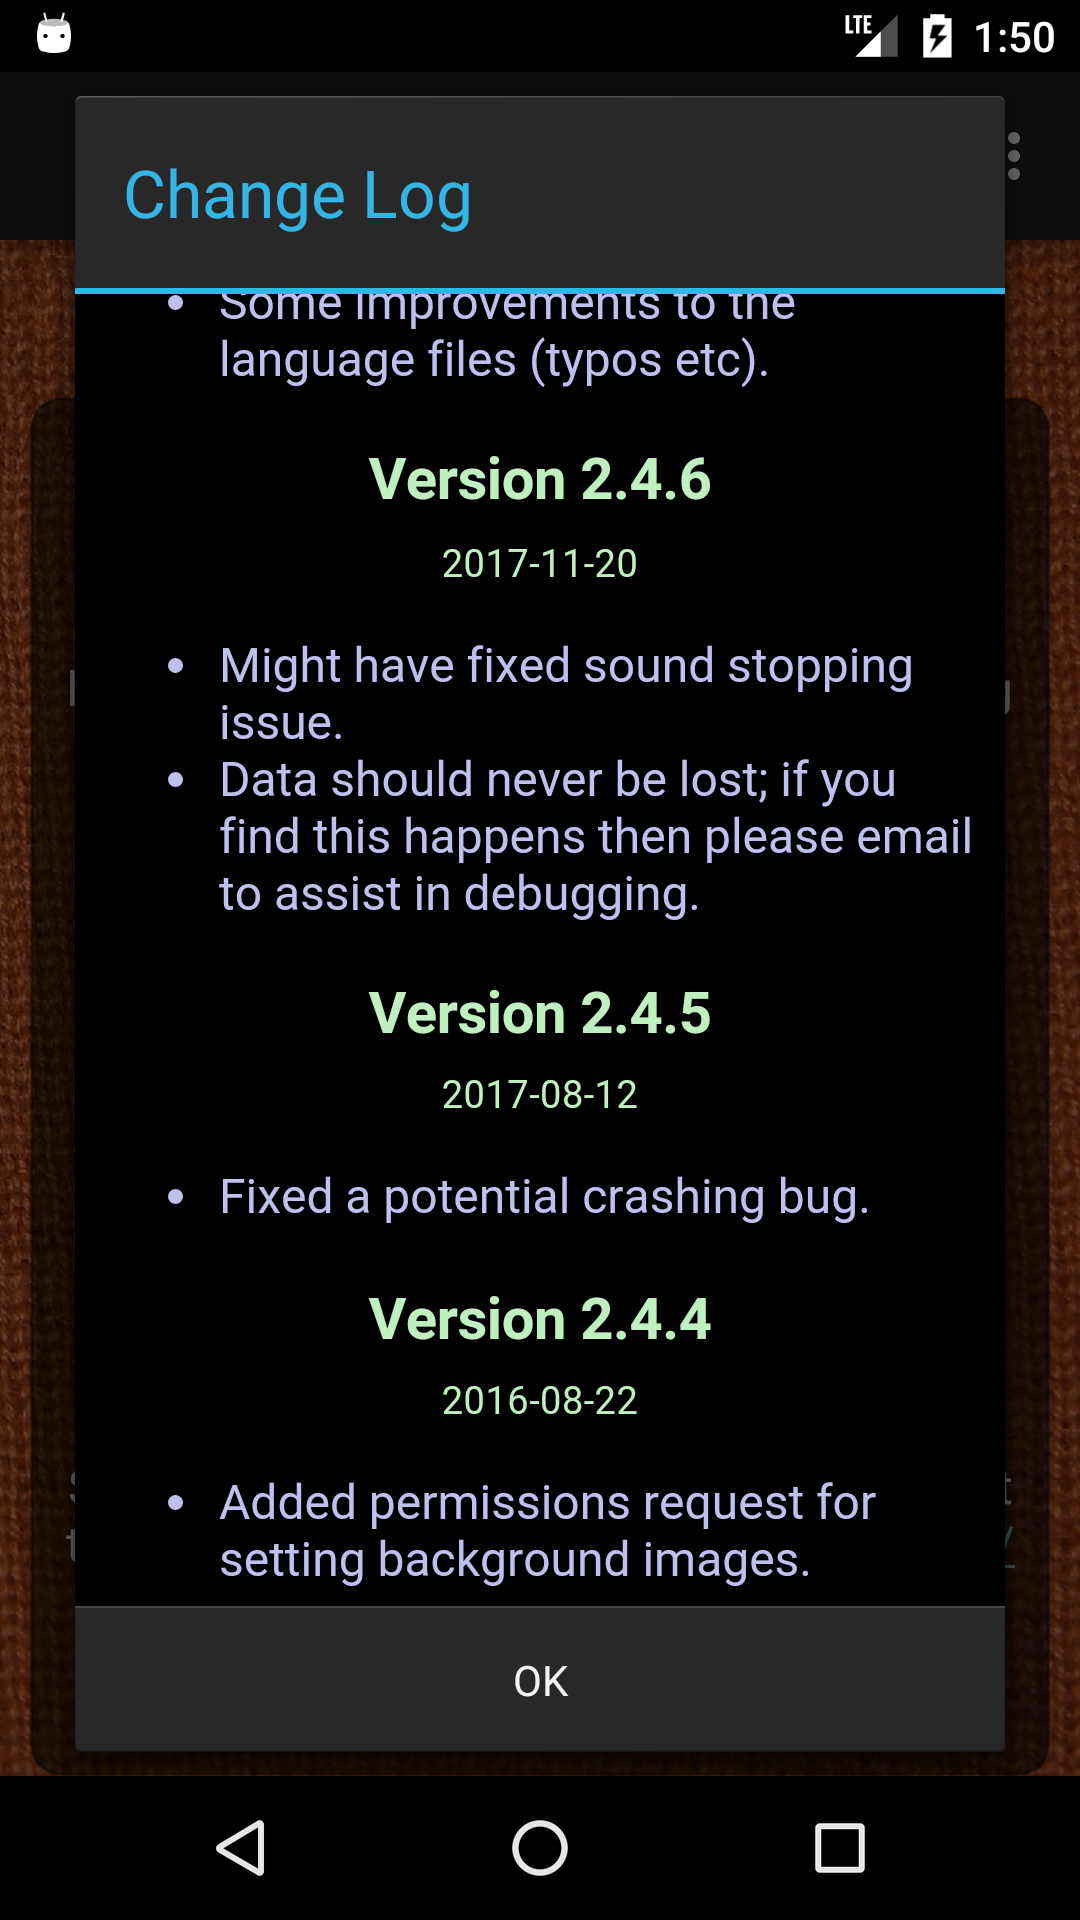 LTE 1:50
Change Log
Some improvements to the
language files (typos etc).
Version 2.4.6
2017-11-20
Might have fixed sound stopping
issue.
Data should never be lost; if you
find this happens then please email
to assist in debugging.
Version 2.4.5
2017-08-12
Fixed a potential crashing bug.
Version 2.4.4
2016-08-22
Added permissions request for
setting background images.
OK